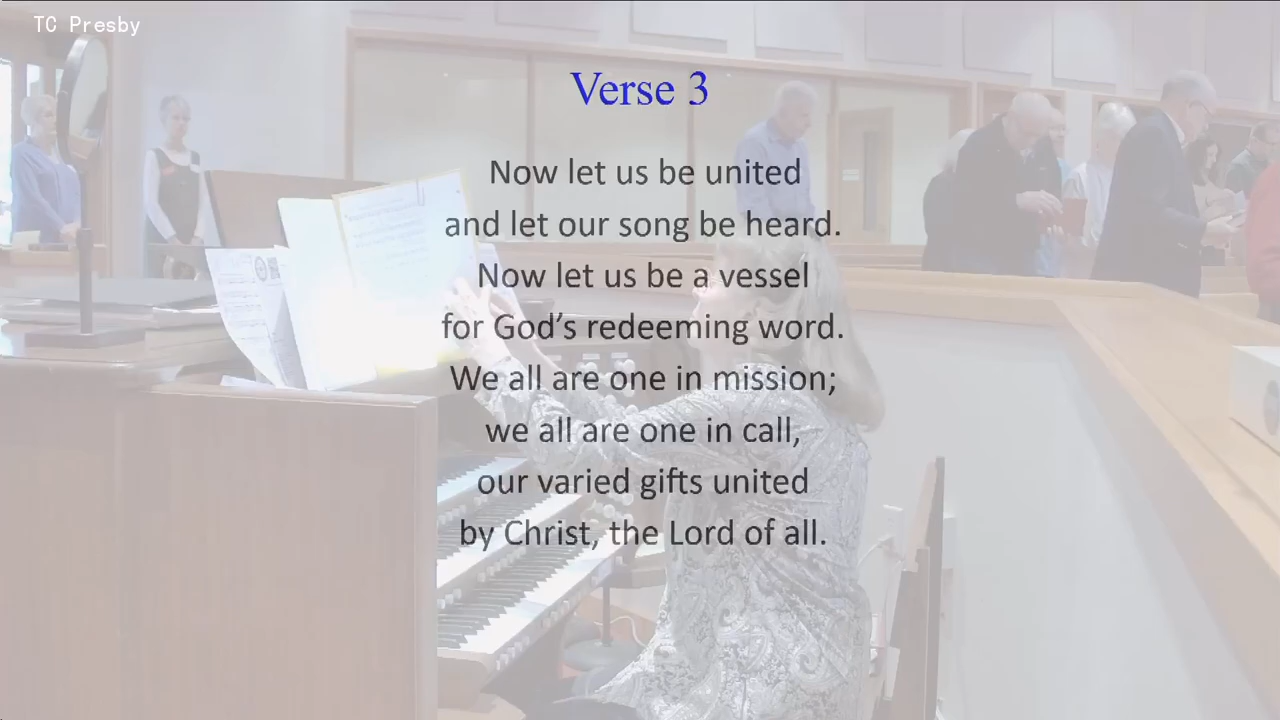 TC Presby
Verse 3
Now let us be united
and let our song be heard.
Now let us be a vessel
for God’s redeeming word.
We all are one in mission;
we all are one in call,
our varied gifts united
by Christ, the Lord of all.